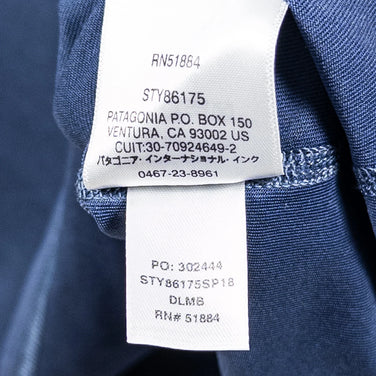 RN51884
STY86175
PATAGONIA P.O. BOX 150
VENTURA, CA 93002 US
CUIT:30-70924649-2
パタゴニア・インターナショナル・インク
0467-23-8961
PO: 302444
STY86175SP18
DLMB
RN# 51884